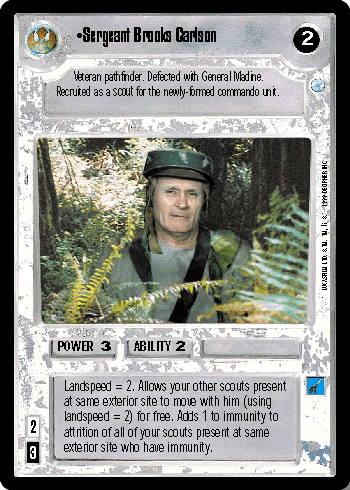 •Sergeant Brooks Carlson
2
Veteran pathfinder. Defected with General Madine.
Recruited as a scout for the newly-formed commando unit.
POWER 3
ABILITY 2
Landspeed = 2. Allows your other scouts present
at same exterior site to move with him (using
landspeed = 2) for free. Adds 1 to immunity to
attrition of all of your scouts present at same
exterior site who have immunity.
2
3